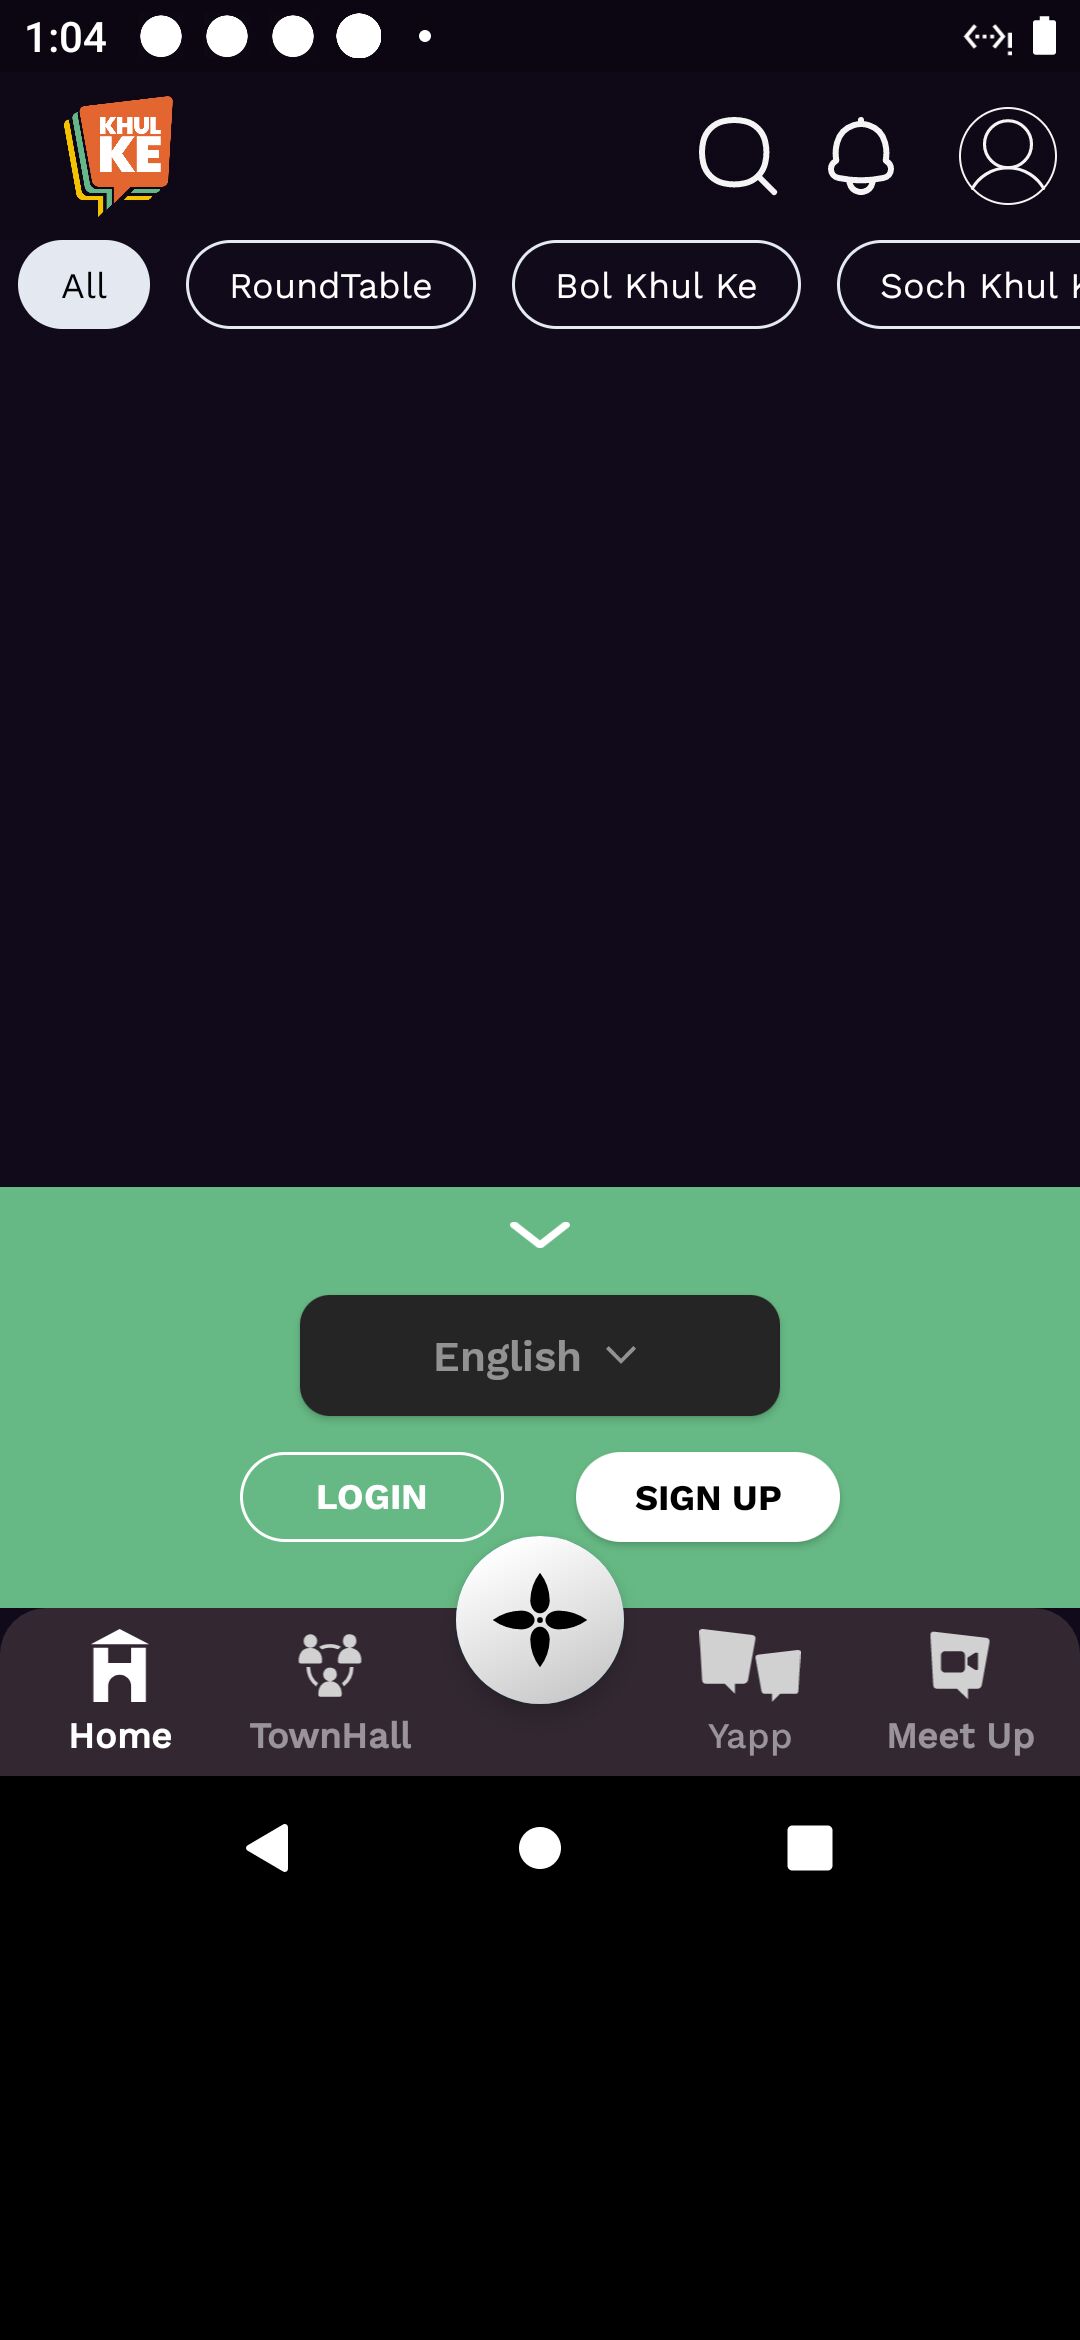 1:04
KHUL
KE
All
RoundTable
Bol Khul Ke
Soch Khul
English
LOGIN
SIGN UP
Home
TownHall
Yapp
Meet Up